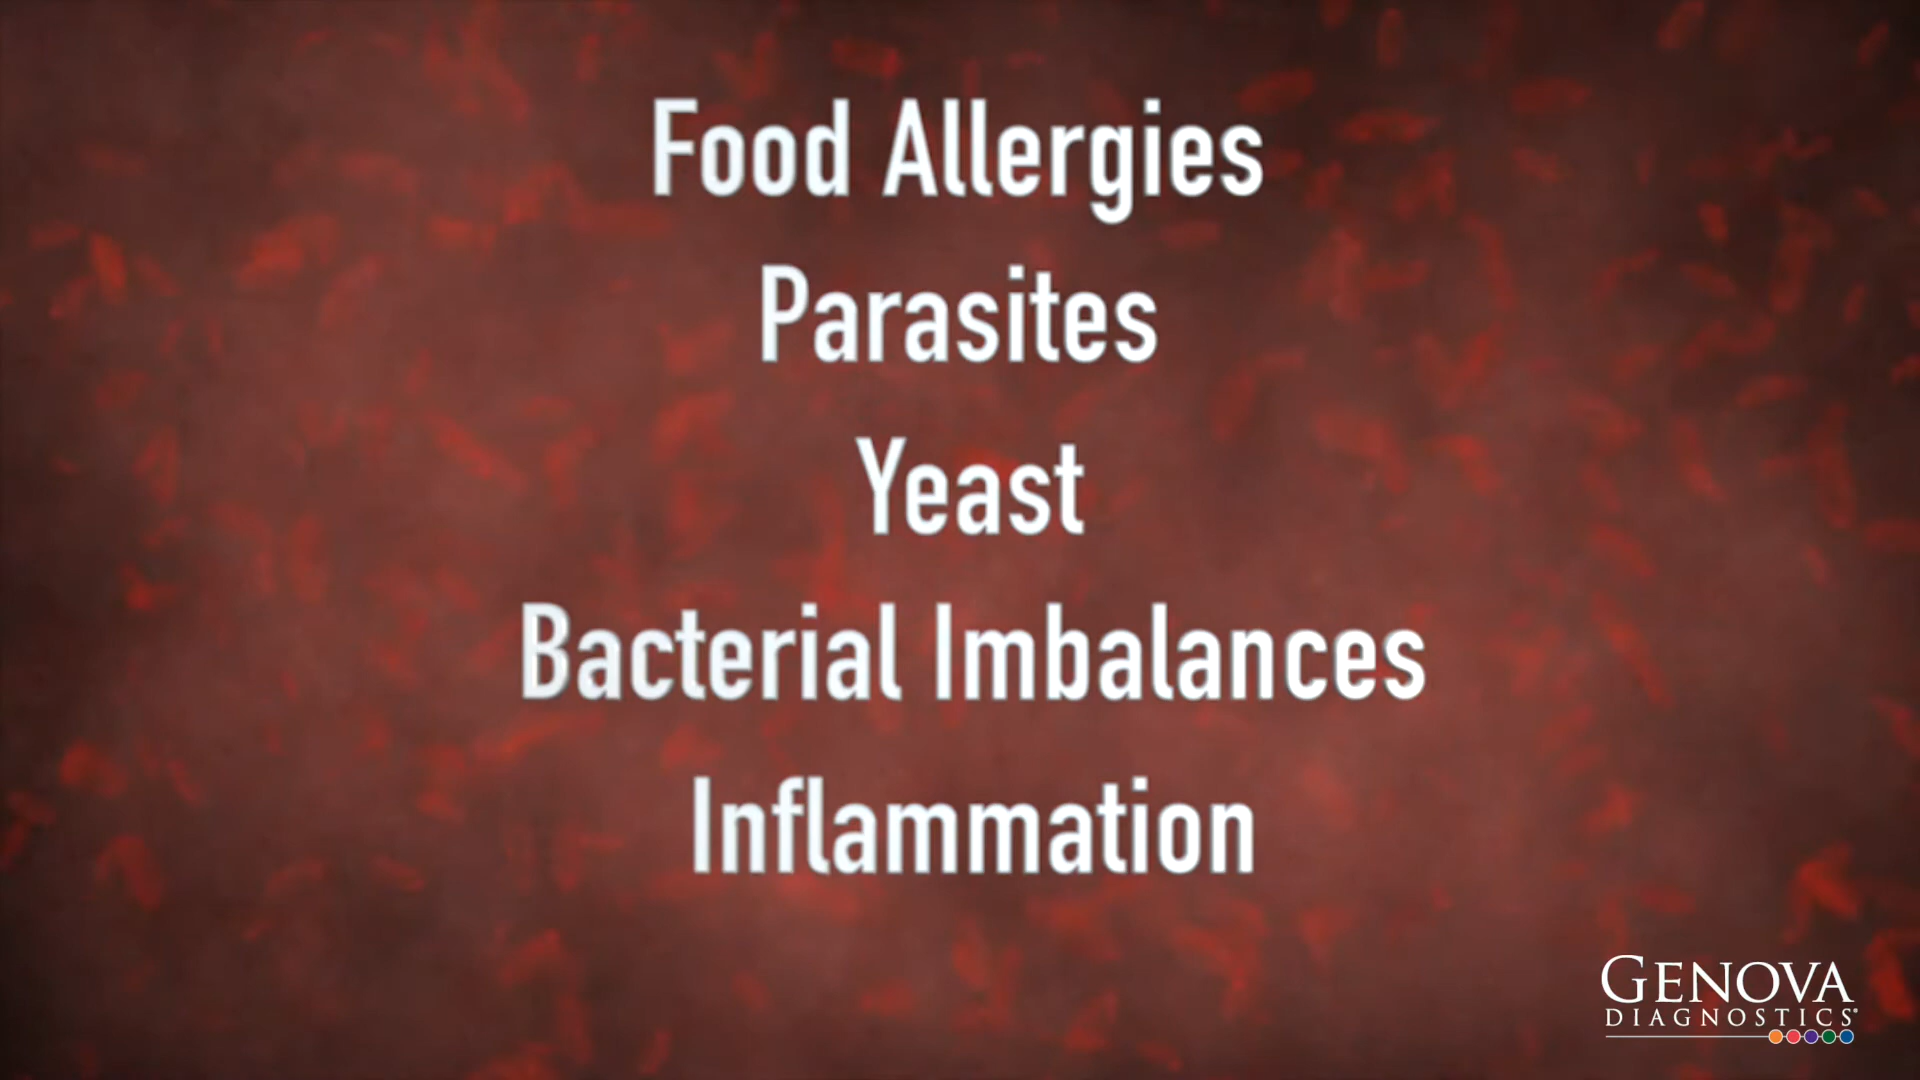 Food Allergies
Parasites
Yeast
Bacterial Imbalances
Inflammation
GENOVA
DIAGNOSTICS®